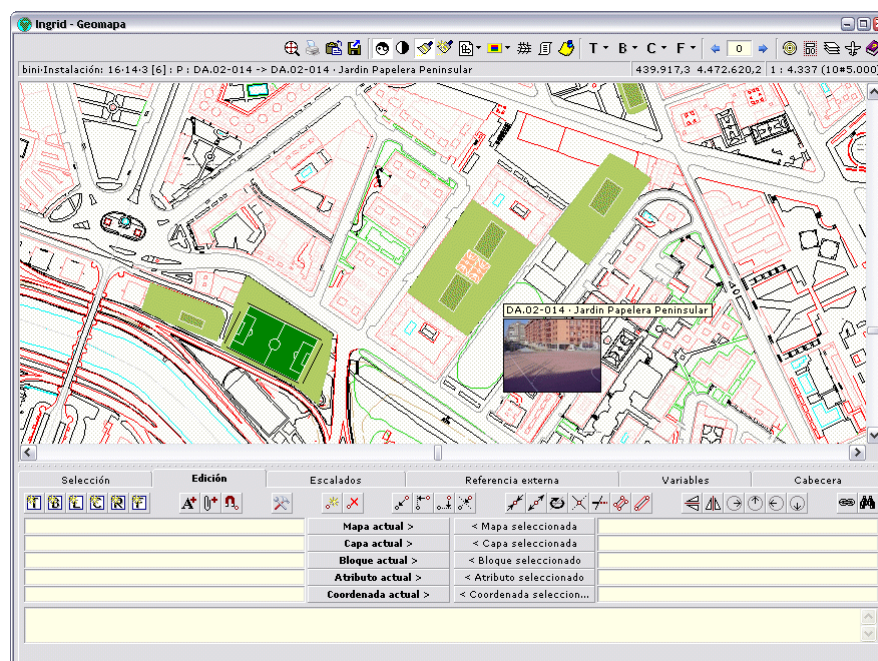 Ingrid - Geomapa
T B C F 0
bini·Instalación: 16·14·3 [6] : P : DA.02-014 -> DA.02-014 · Jardin Papelera Peninsular 439.917,3 4.472.620,2 1 : 4.337 (10#5.000)
DA.02-014 · Jardin Papelera Peninsular
Selección Edición Escalados Referencia externa Variables Cabecera
T B L C R T A
Mapa actual > < Mapa seleccionada
Capa actual > < Capa seleccionada
Bloque actual > < Bloque seleccionado
Atributo actual > < Atributo seleccionado
Coordenada actual > < Coordenada seleccion...